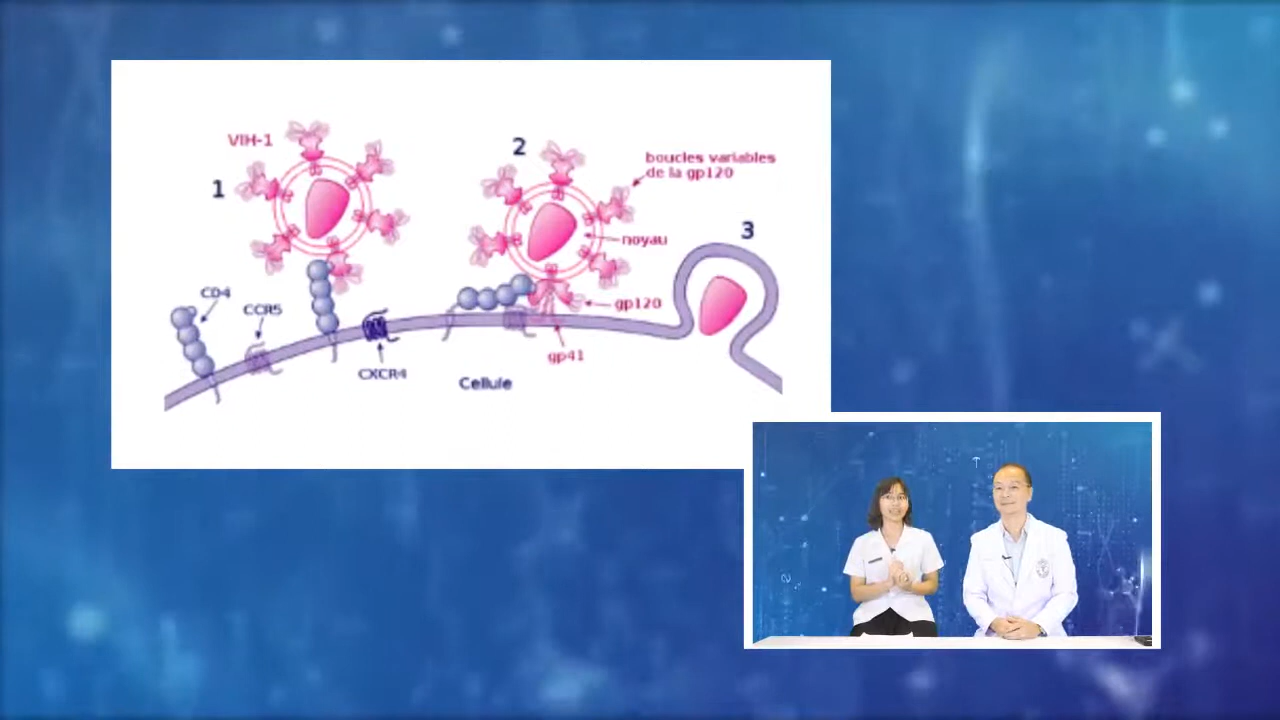 VIH-1
1
2
boucles variables
de la gp120
3
noyau
CD4
CCR5
gp120
gp41
CXCR4
Cellule